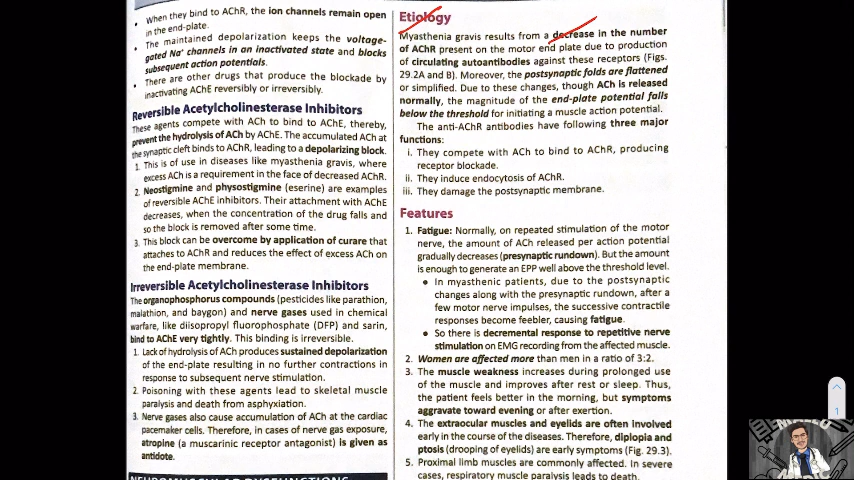 • When they bind to AChR, the ion channels remain open
in the end-plate.
• The maintained depolarization keeps the voltage-
gated Na⁺ channels in an inactivated state and blocks
subsequent action potentials.
• There are other drugs that produce the blockade by
inactivating AChE reversibly or irreversibly.
Reversible Acetylcholinesterase Inhibitors
These agents compete with ACh to bind to AChE, thereby,
prevent the hydrolysis of ACh by AChE. The accumulated ACh at
the synaptic cleft binds to AChR, leading to a depolarizing block.
1. This is of use in diseases like myasthenia gravis, where
excess ACh is a requirement in the face of decreased AChR.
2. Neostigmine and physostigmine (eserine) are examples
of reversible AChE inhibitors. Their attachment with AChE
decreases, when the concentration of the drug falls and
so the block is removed after some time.
3. This block can be overcome by application of curare that
attaches to AChR and reduces the effect of excess ACh on
the end-plate membrane.
Irreversible Acetylcholinesterase Inhibitors
The organophosphorus compounds (pesticides like parathion,
malathion, and baygon) and nerve gases used in chemical
warfare, like diisopropyl fluorophosphate (DFP) and sarin,
bind to AChE very tightly. This binding is irreversible.
1. Lack of hydrolysis of ACh produces sustained depolarization
of the end-plate resulting in no further contractions in
response to subsequent nerve stimulation.
2. Poisoning with these agents lead to skeletal muscle
paralysis and death from asphyxiation.
3. Nerve gases also cause accumulation of ACh at the cardiac
pacemaker cells. Therefore, in cases of nerve gas exposure,
atropine (a muscarinic receptor antagonist) is given as
antidote.
NEUROMUSCULAR DYSFUNCTIONS
Etiology
Myasthenia gravis results from a decrease in the number
of AChR present on the motor end plate due to production
of circulating autoantibodies against these receptors (Figs.
29.2A and B). Moreover, the postsynaptic folds are flattened
or simplified. Due to these changes, though ACh is released
normally, the magnitude of the end-plate potential falls
below the threshold for initiating a muscle action potential.
The anti-AChR antibodies have following three major
functions:
i. They compete with ACh to bind to AChR, producing
receptor blockade.
ii. They induce endocytosis of AChR.
iii. They damage the postsynaptic membrane.
Features
1. Fatigue: Normally, on repeated stimulation of the motor
nerve, the amount of ACh released per action potential
gradually decreases (presynaptic rundown). But the amount
is enough to generate an EPP well above the threshold level.
• In myasthenic patients, due to the postsynaptic
changes along with the presynaptic rundown, after a
few motor nerve impulses, the successive contractile
responses become feebler, causing fatigue.
• So there is decremental response to repetitive nerve
stimulation on EMG recording from the affected muscle.
2. Women are affected more than men in a ratio of 3:2.
3. The muscle weakness increases during prolonged use
of the muscle and improves after rest or sleep. Thus,
the patient feels better in the morning, but symptoms
aggravate toward evening or after exertion.
4. The extraocular muscles and eyelids are often involved
early in the course of the diseases. Therefore, diplopia and
ptosis (drooping of eyelids) are early symptoms (Fig. 29.3).
5. Proximal limb muscles are commonly affected. In severe
cases, respiratory muscle paralysis leads to death.
1